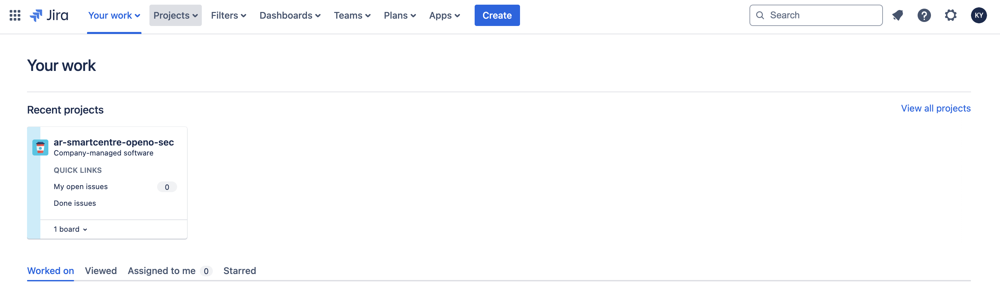 Jira Your work Projects Filters Dashboards Teams Plans Apps Create Search ? KY
Your work
Recent projects View all projects
ar-smartcentre-openo-sec
Company-managed software
QUICK LINKS
My open issues 0
Done issues
1 board
Worked on Viewed Assigned to me 0 Starred